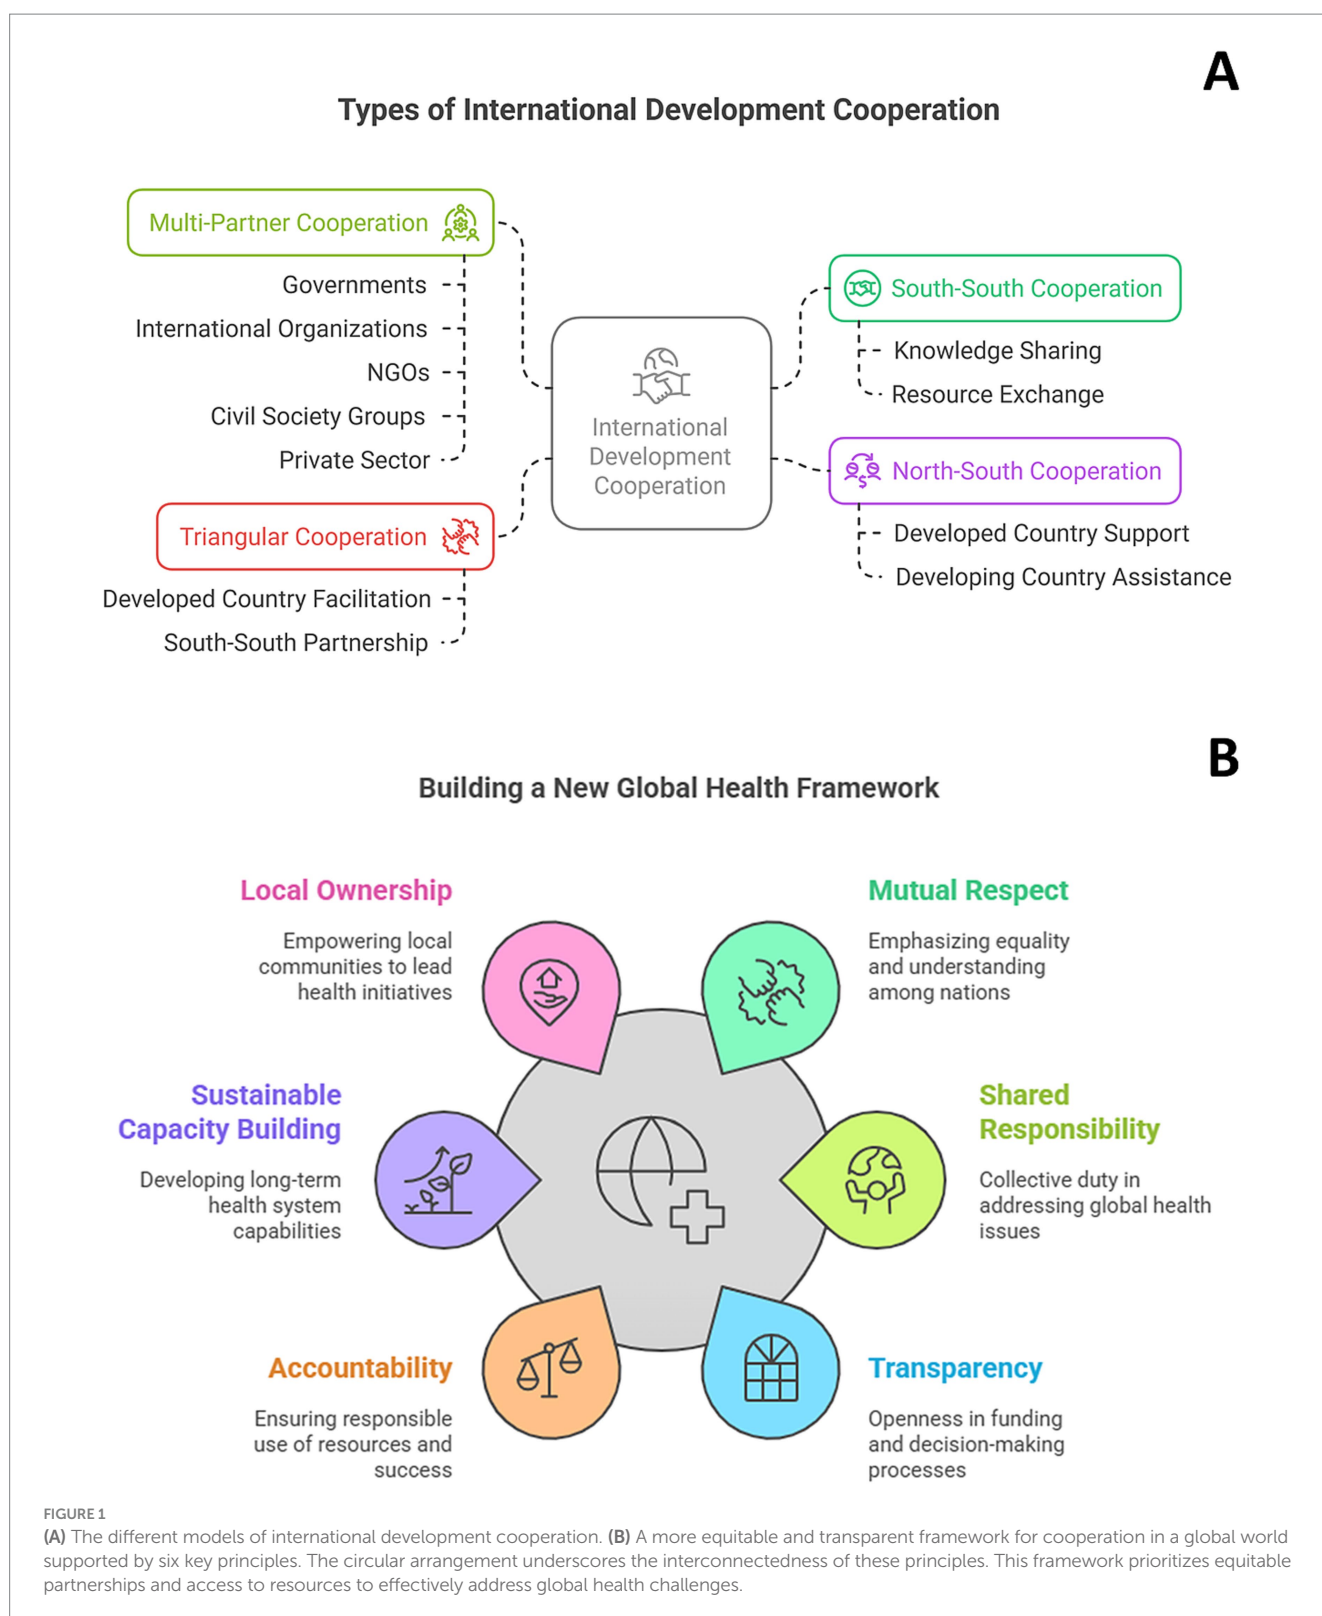 A
Types of International Development Cooperation
Multi-Partner Cooperation
Governments
International Organizations
NGOs
Civil Society Groups
Private Sector
Triangular Cooperation
Developed Country Facilitation
South-South Partnership
International
Development
Cooperation
South-South Cooperation
Knowledge Sharing
Resource Exchange
North-South Cooperation
Developed Country Support
Developing Country Assistance
B
Building a New Global Health Framework
Local Ownership
Empowering local
communities to lead
health initiatives
Mutual Respect
Emphasizing equality
and understanding
among nations
Sustainable
Capacity Building
Developing long-term
health system
capabilities
Shared
Responsibility
Collective duty in
addressing global health
issues
Accountability
Ensuring responsible
use of resources and
success
Transparency
Openness in funding
and decision-making
processes
FIGURE 1
(A) The different models of international development cooperation. (B) A more equitable and transparent framework for cooperation in a global world
supported by six key principles. The circular arrangement underscores the interconnectedness of these principles. This framework prioritizes equitable
partnerships and access to resources to effectively address global health challenges.